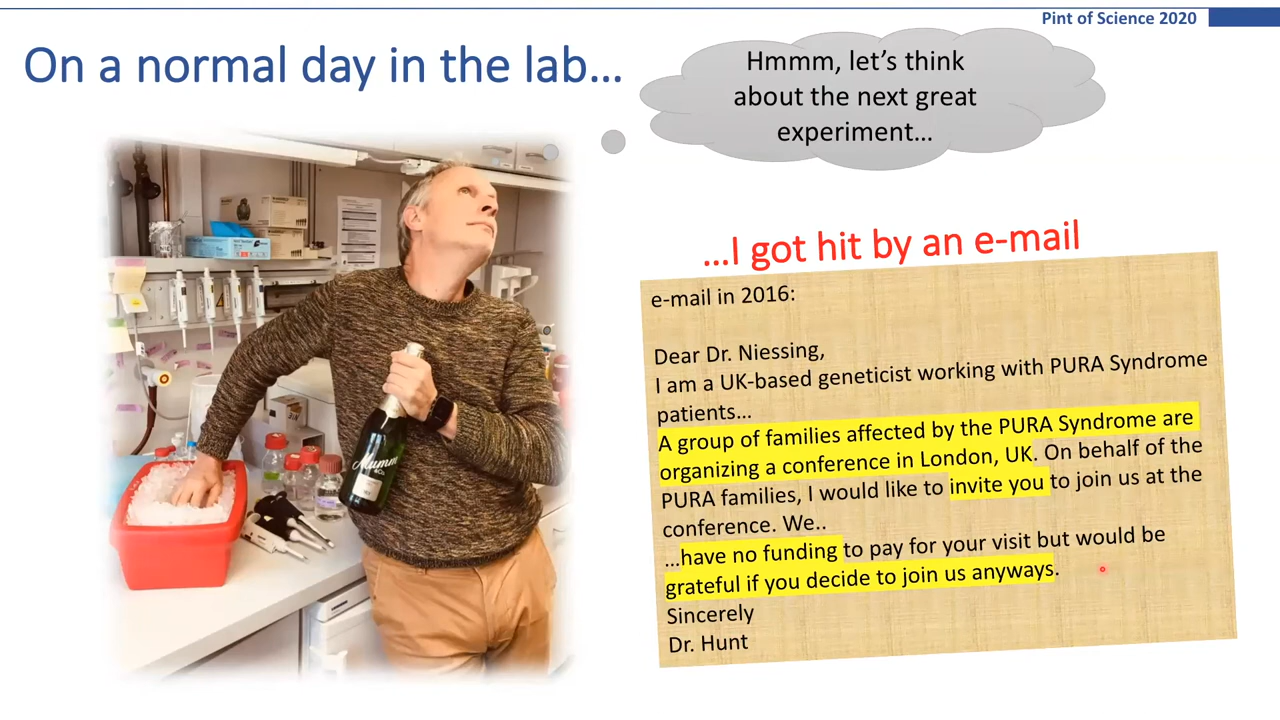 Pint of Science 2020
On a normal day in the lab...
Hmmm, let's think
about the next great
experiment...
...I got hit by an e-mail
e-mail in 2016:
Dear Dr. Niessing,
I am a UK-based geneticist working with PURA Syndrome
patients...
A group of families affected by the PURA Syndrome are
organizing a conference in London, UK. On behalf of the
PURA families, I would like to invite you to join us at the
conference. We..
...have no funding to pay for your visit but would be
grateful if you decide to join us anyways.
Sincerely
Dr. Hunt
Mumm
&Co.